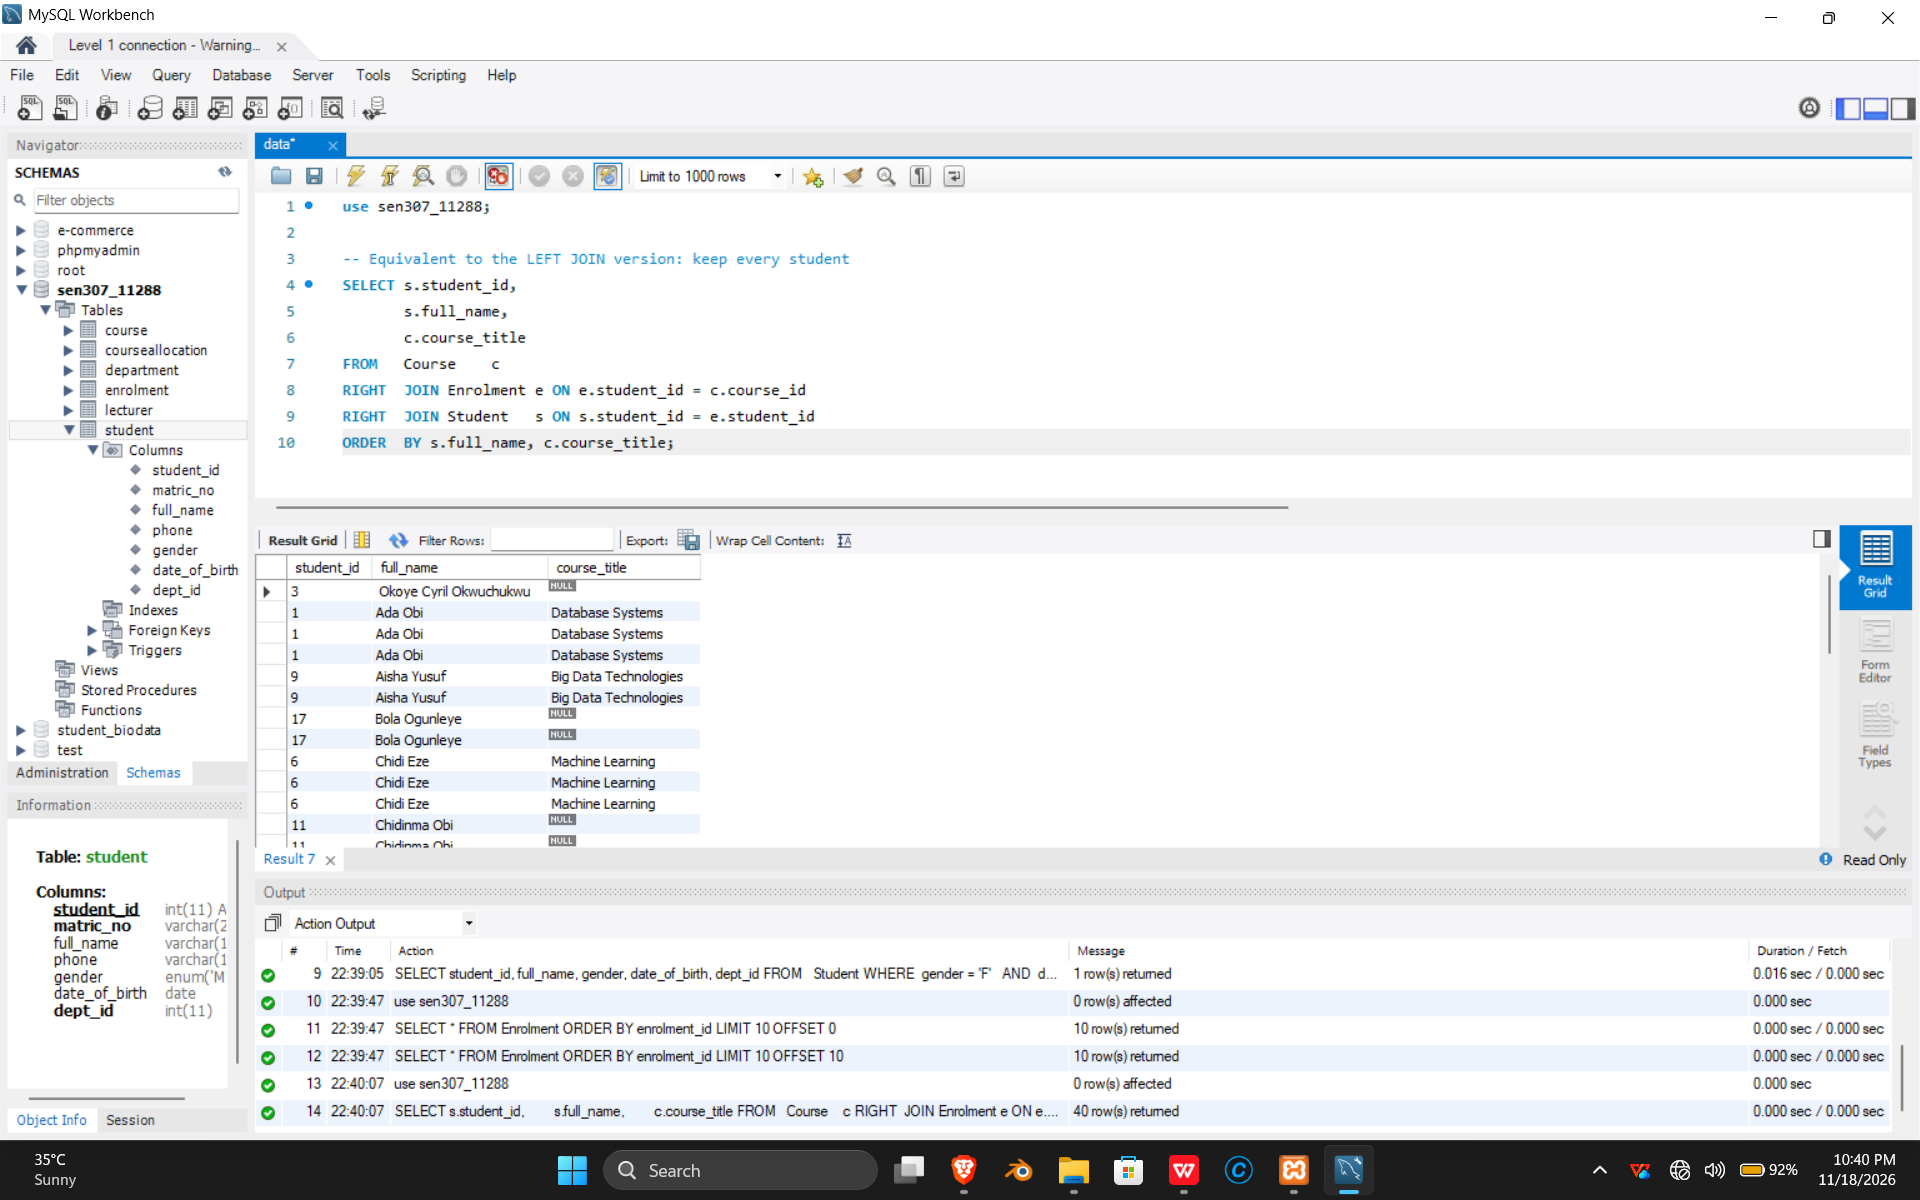 MySQL Workbench
Level 1 connection - Warning...
File Edit View Query Database Server Tools Scripting Help
Navigator
SCHEMAS
Filter objects
e-commerce
phpmyadmin
root
sen307_11288
Tables
course
courseallocation
department
enrolment
lecturer
student
Columns
student_id
matric_no
full_name
phone
gender
date_of_birth
dept_id
Indexes
Foreign Keys
Triggers
Views
Stored Procedures
Functions
student_biodata
test
Administration Schemas
Information
Table: student
Columns:
student_id int(11) A
matric_no varchar(2
full_name varchar(1
phone varchar(1
gender enum('M
date_of_birth date
dept_id int(11)
Object Info Session
data*
Limit to 1000 rows
1 use sen307_11288;
2
3 -- Equivalent to the LEFT JOIN version: keep every student
4 SELECT s.student_id,
5 s.full_name,
6 c.course_title
7 FROM Course c
8 RIGHT JOIN Enrolment e ON e.student_id = c.course_id
9 RIGHT JOIN Student s ON s.student_id = e.student_id
10 ORDER BY s.full_name, c.course_title;
Result Grid Filter Rows: Export: Wrap Cell Content:
student_id full_name course_title
3 Okoye Cyril Okwuchukwu NULL
1 Ada Obi Database Systems
1 Ada Obi Database Systems
1 Ada Obi Database Systems
9 Aisha Yusuf Big Data Technologies
9 Aisha Yusuf Big Data Technologies
17 Bola Ogunleye NULL
17 Bola Ogunleye NULL
6 Chidi Eze Machine Learning
6 Chidi Eze Machine Learning
6 Chidi Eze Machine Learning
11 Chidinma Obi NULL
11 Chidinma Obi NULL
Result Grid
Form Editor
Field Types
Result 7
Read Only
Output
Action Output
# Time Action Message Duration / Fetch
9 22:39:05 SELECT student_id, full_name, gender, date_of_birth, dept_id FROM Student WHERE gender = 'F' AND d... 1 row(s) returned 0.016 sec / 0.000 sec
10 22:39:47 use sen307_11288 0 row(s) affected 0.000 sec
11 22:39:47 SELECT * FROM Enrolment ORDER BY enrolment_id LIMIT 10 OFFSET 0 10 row(s) returned 0.000 sec / 0.000 sec
12 22:39:47 SELECT * FROM Enrolment ORDER BY enrolment_id LIMIT 10 OFFSET 10 10 row(s) returned 0.000 sec / 0.000 sec
13 22:40:07 use sen307_11288 0 row(s) affected 0.000 sec
14 22:40:07 SELECT s.student_id, s.full_name, c.course_title FROM Course c RIGHT JOIN Enrolment e ON e.... 40 row(s) returned 0.000 sec / 0.000 sec
35°C
Sunny
Search
92%
10:40 PM
11/18/2026